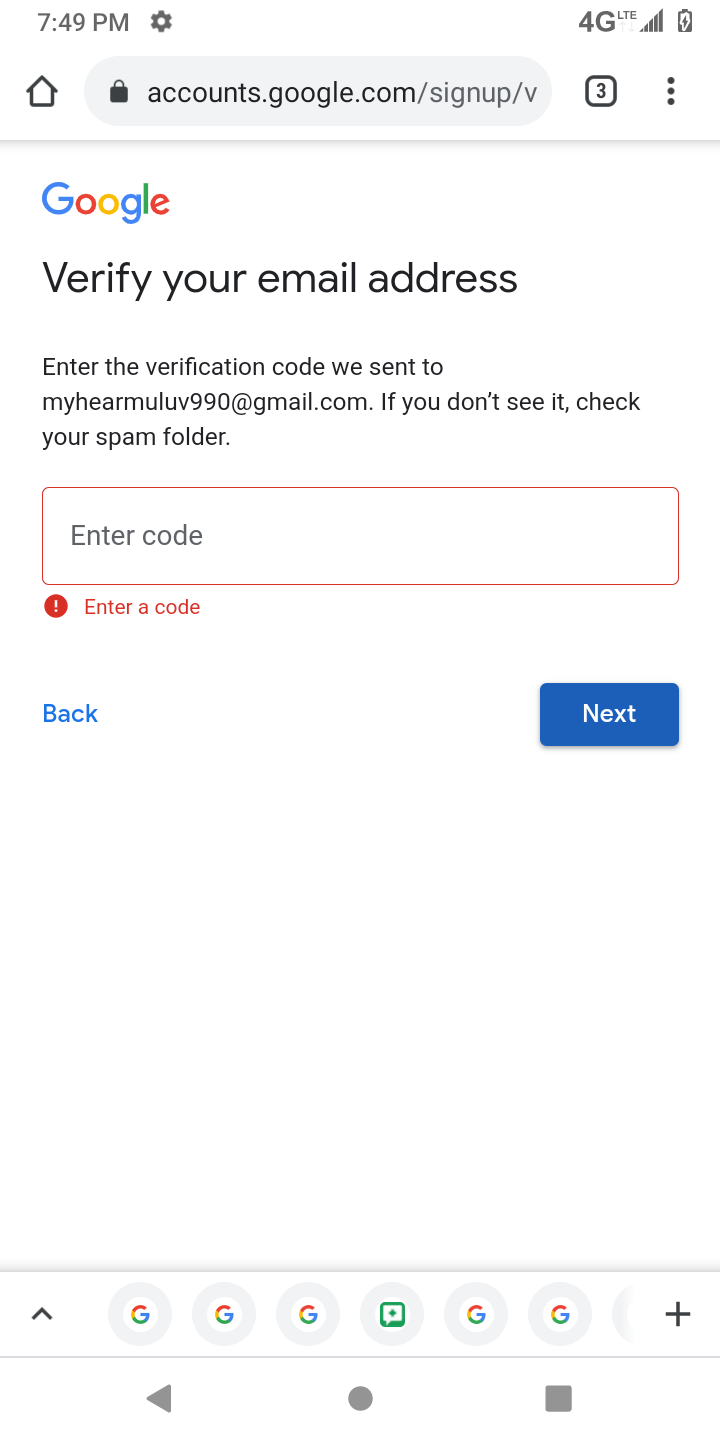 7:49 PM 4G LTE
accounts.google.com/signup/v 3
Google
Verify your email address
Enter the verification code we sent to
myhearmuluv990@gmail.com. If you don’t see it, check
your spam folder.
Enter code
! Enter a code
Back Next
G G G G G